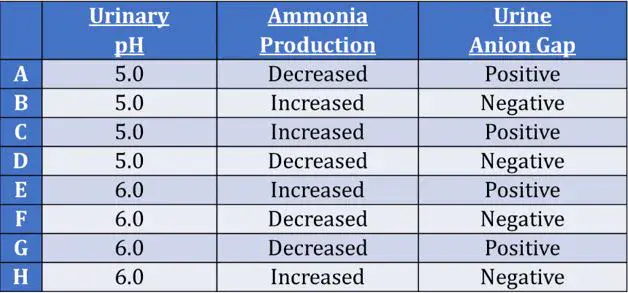 Urinary pH Ammonia Production Urine Anion Gap
A 5.0 Decreased Positive
B 5.0 Increased Negative
C 5.0 Increased Positive
D 5.0 Decreased Negative
E 6.0 Increased Positive
F 6.0 Decreased Negative
G 6.0 Decreased Positive
H 6.0 Increased Negative